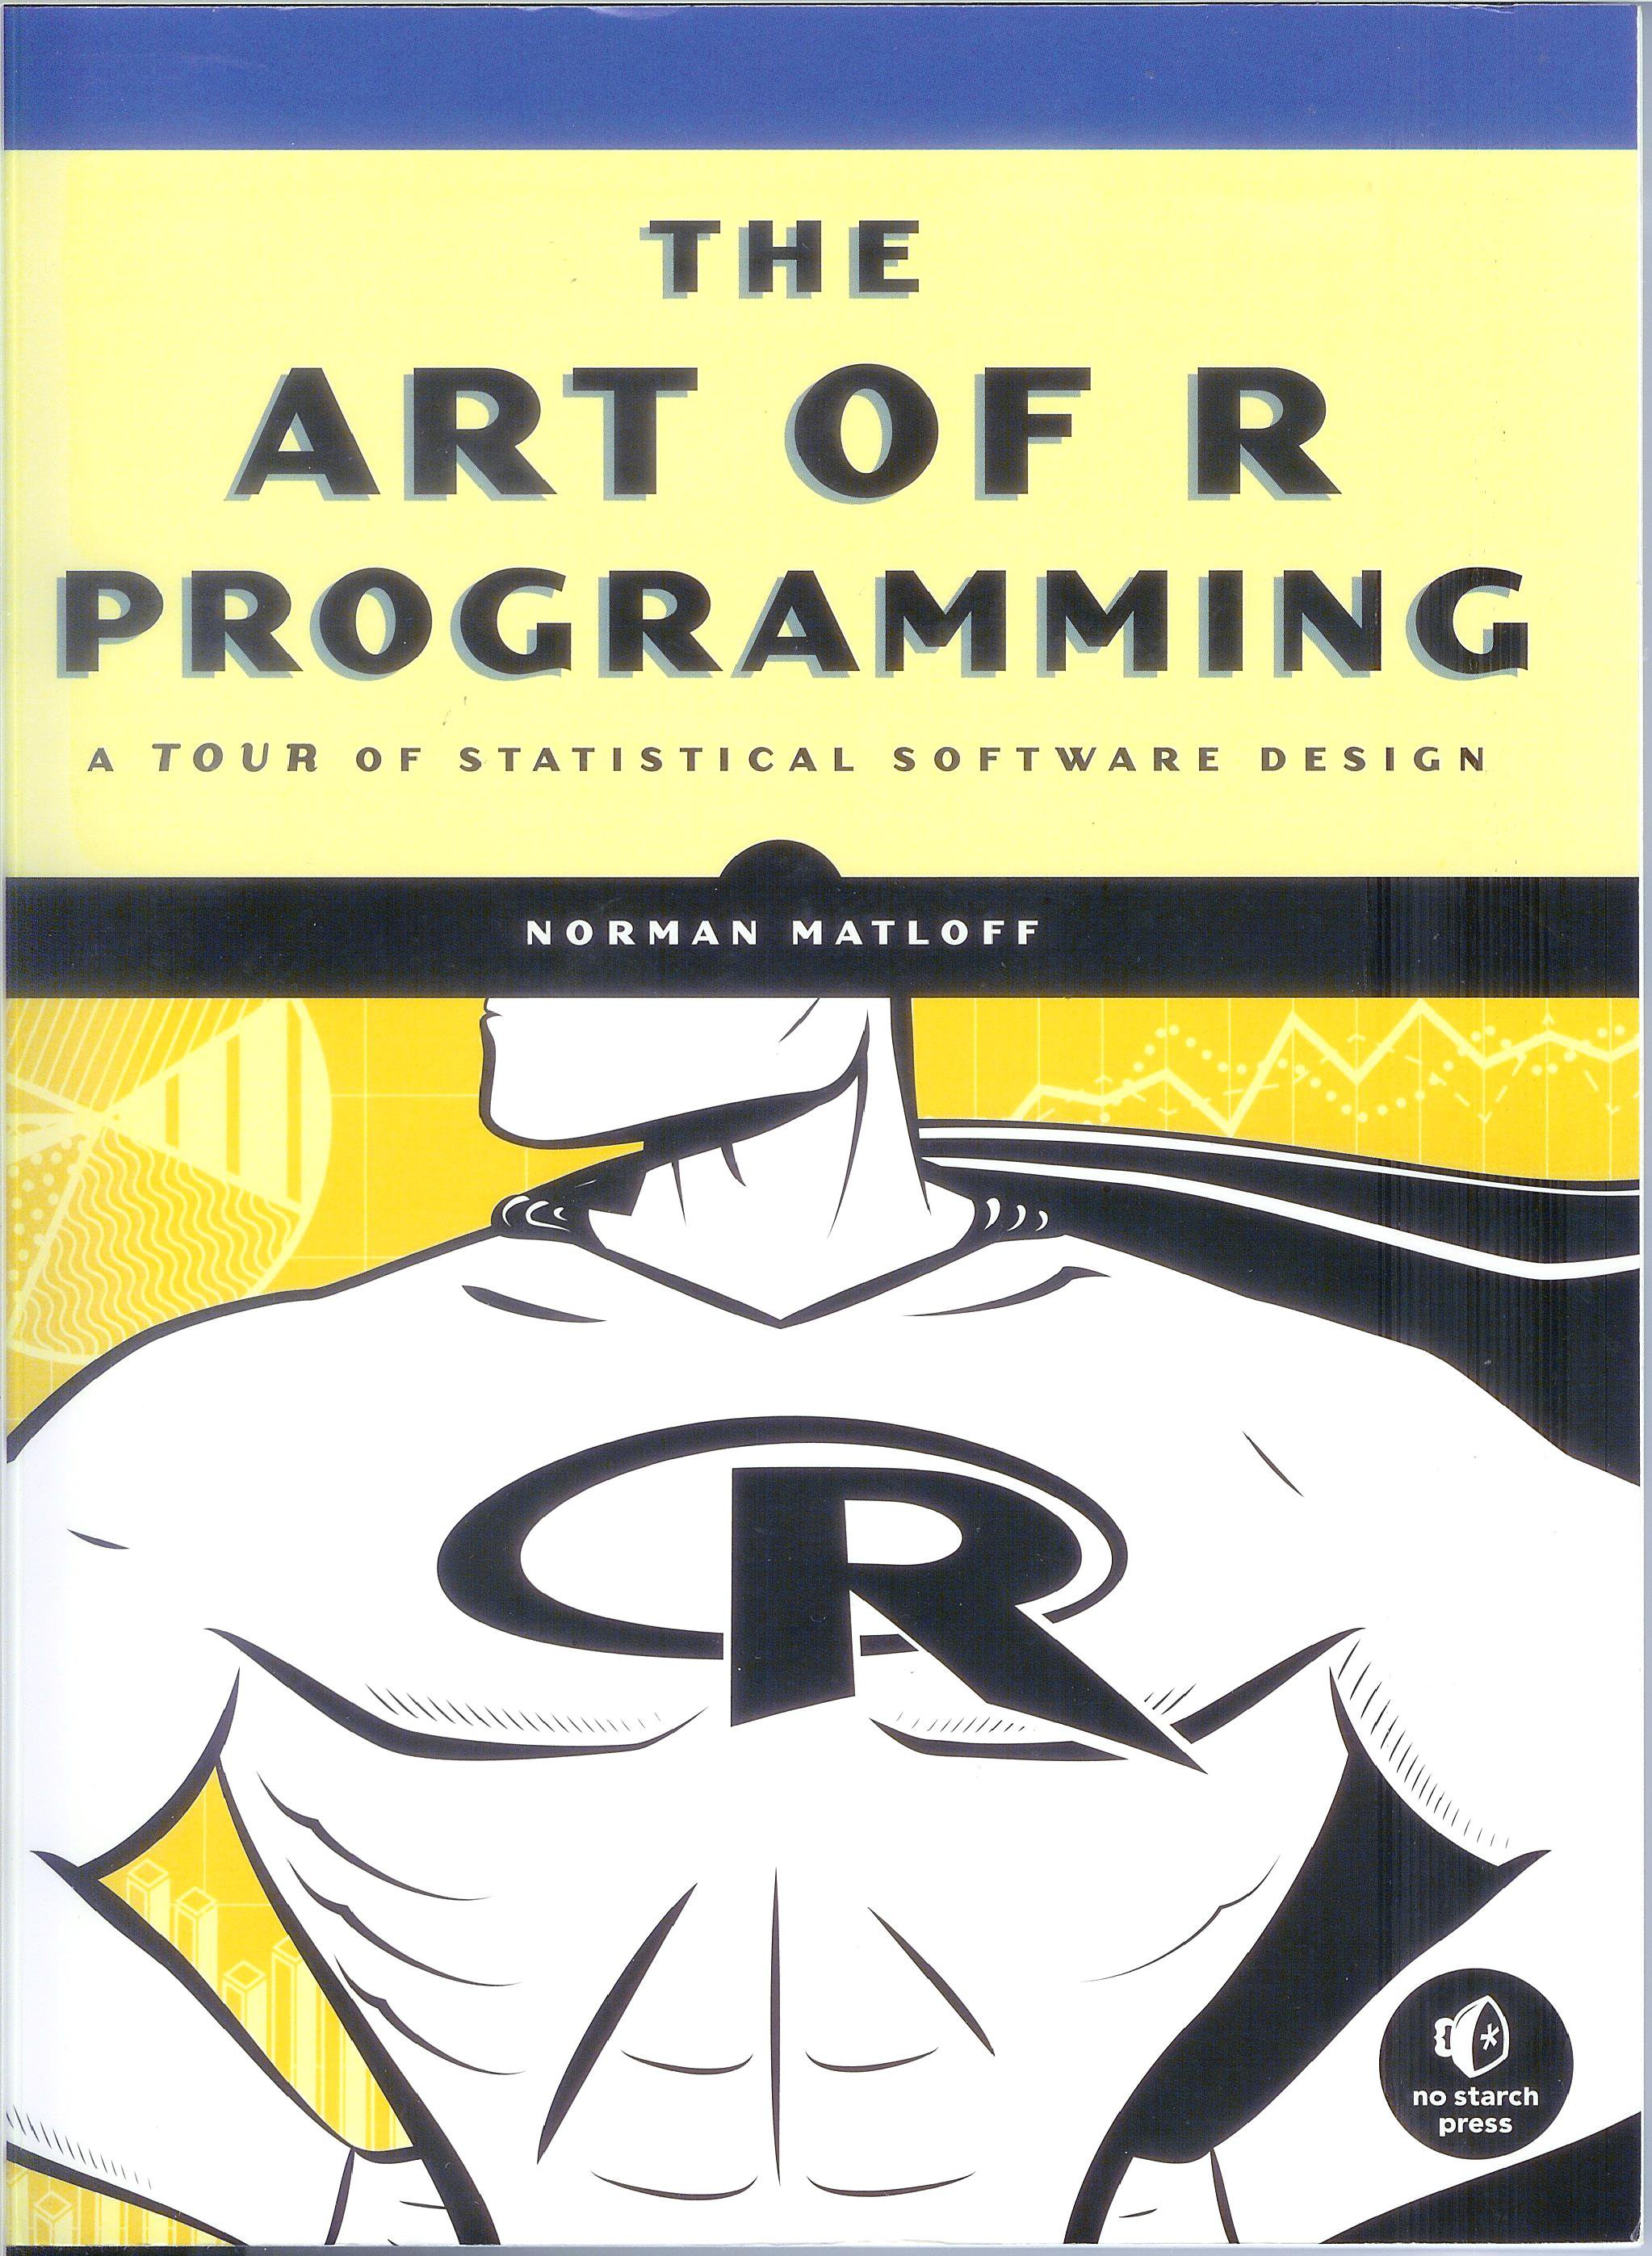 THE
ART OF R
PROGRAMMING
A TOUR OF STATISTICAL SOFTWARE DESIGN
NORMAN MATLOFF
R
no starch
press